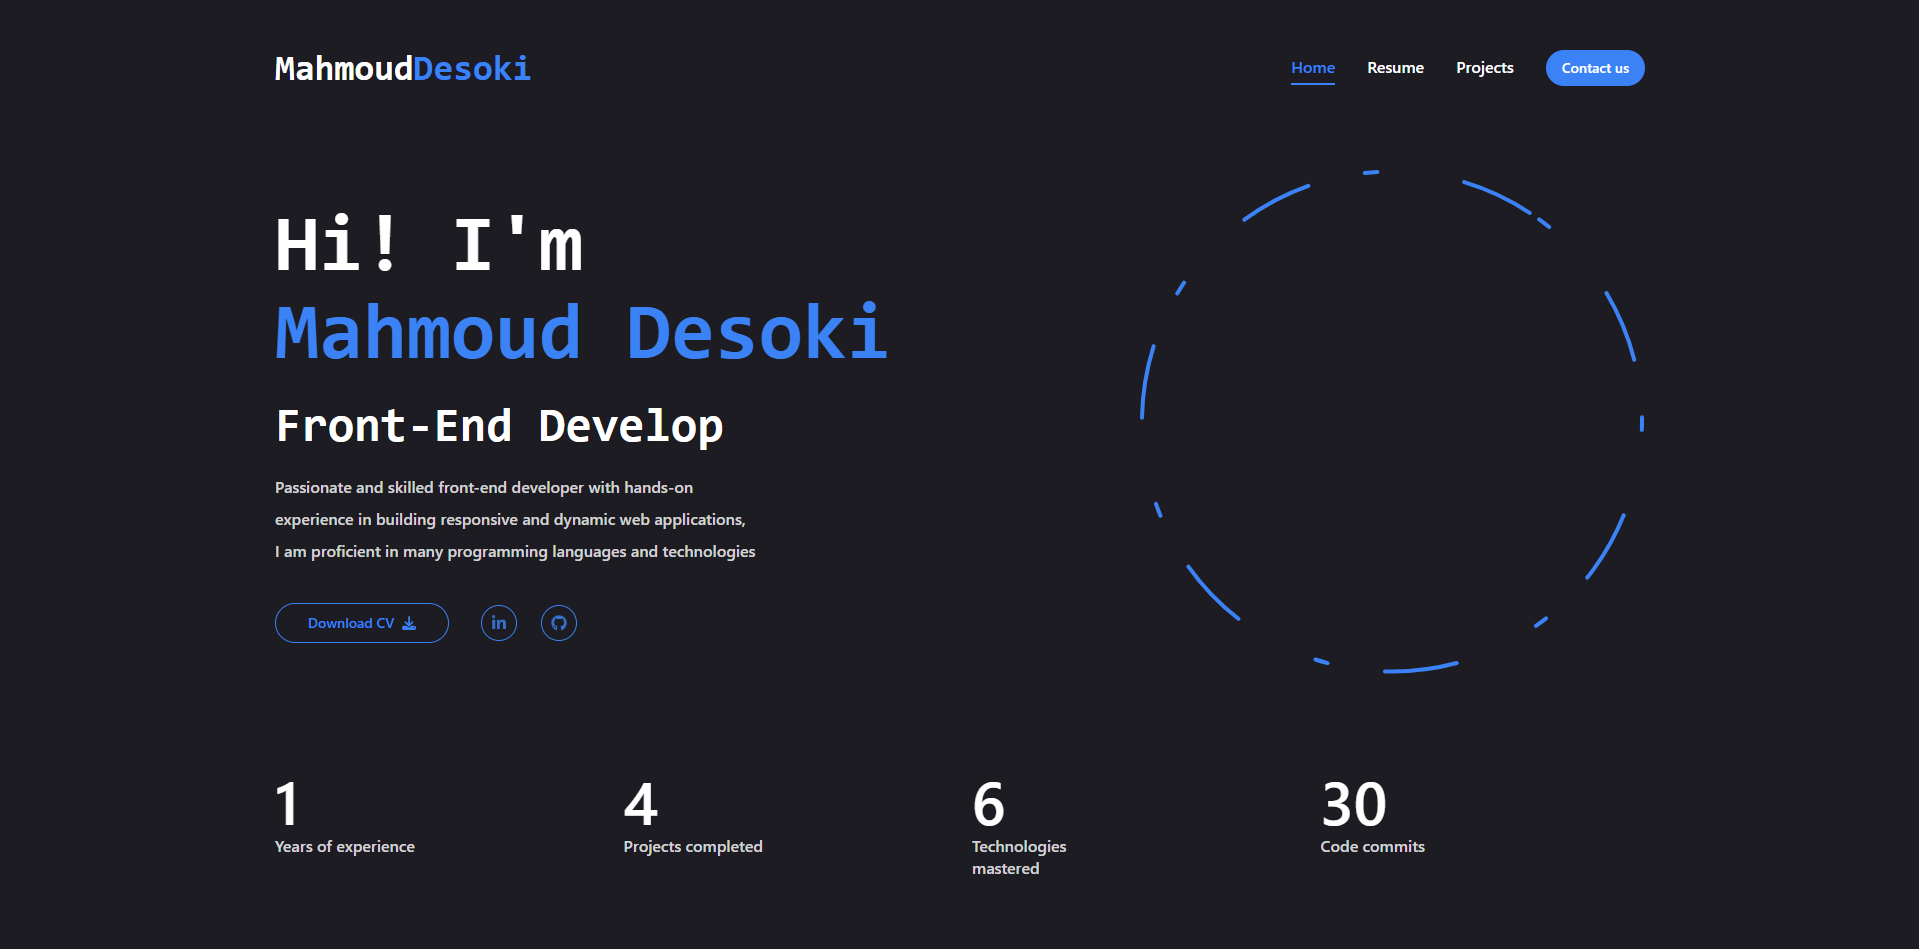 MahmoudDesoki
Home Resume Projects Contact us
Hi! I'm
Mahmoud Desoki
Front-End Develop
Passionate and skilled front-end developer with hands-on
experience in building responsive and dynamic web applications,
I am proficient in many programming languages and technologies
Download CV
in
1
Years of experience
4
Projects completed
6
Technologies
mastered
30
Code commits